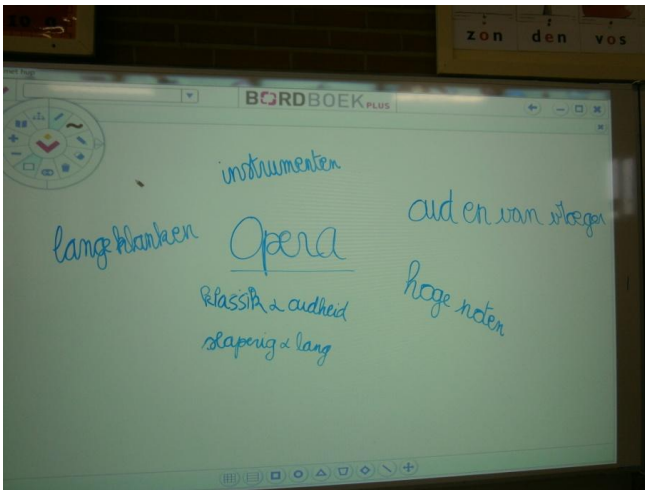 zon den vos
BORDBOEK PLUS
instrumenten
oud en van vroeger
lange klanken
Opera
hoge noten
klassik & oudheid
slaperig & lang